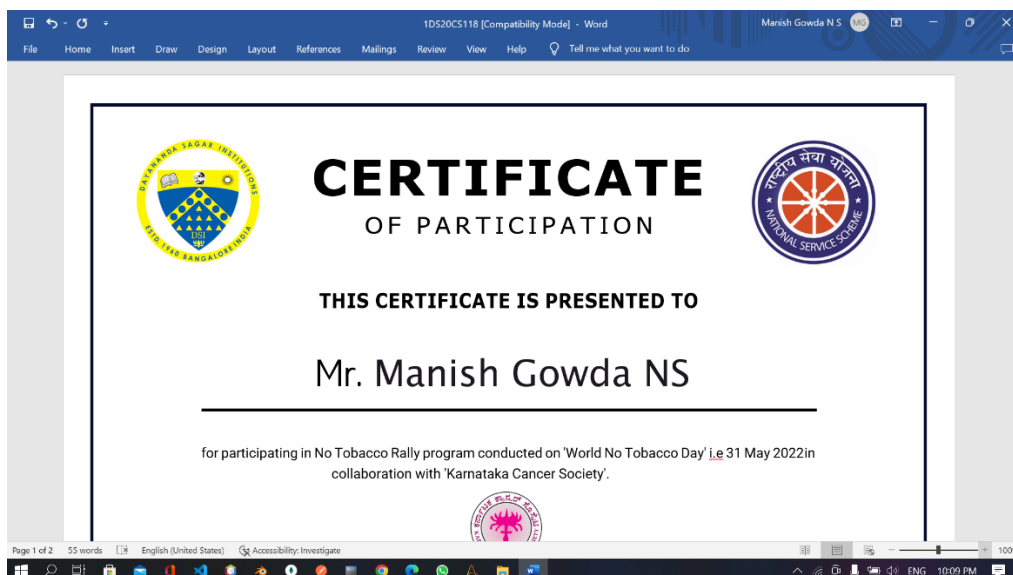 1DS20CS118 [Compatibility Mode] - Word
Manish Gowda N S MG
File Home Insert Draw Design Layout References Mailings Review View Help Tell me what you want to do
DAYANANDA SAGAR INSTITUTIONS
DSI
ESTD. 1960 BANGALORE INDIA
CERTIFICATE
OF PARTICIPATION
राष्ट्रीय सेवा योजना
NATIONAL SERVICE SCHEME
THIS CERTIFICATE IS PRESENTED TO
Mr. Manish Gowda NS
for participating in No Tobacco Rally program conducted on 'World No Tobacco Day' i.e 31 May 2022in
collaboration with 'Karnataka Cancer Society'.
Page 1 of 2 55 words English (United States) Accessibility: Investigate
ENG 10:09 PM